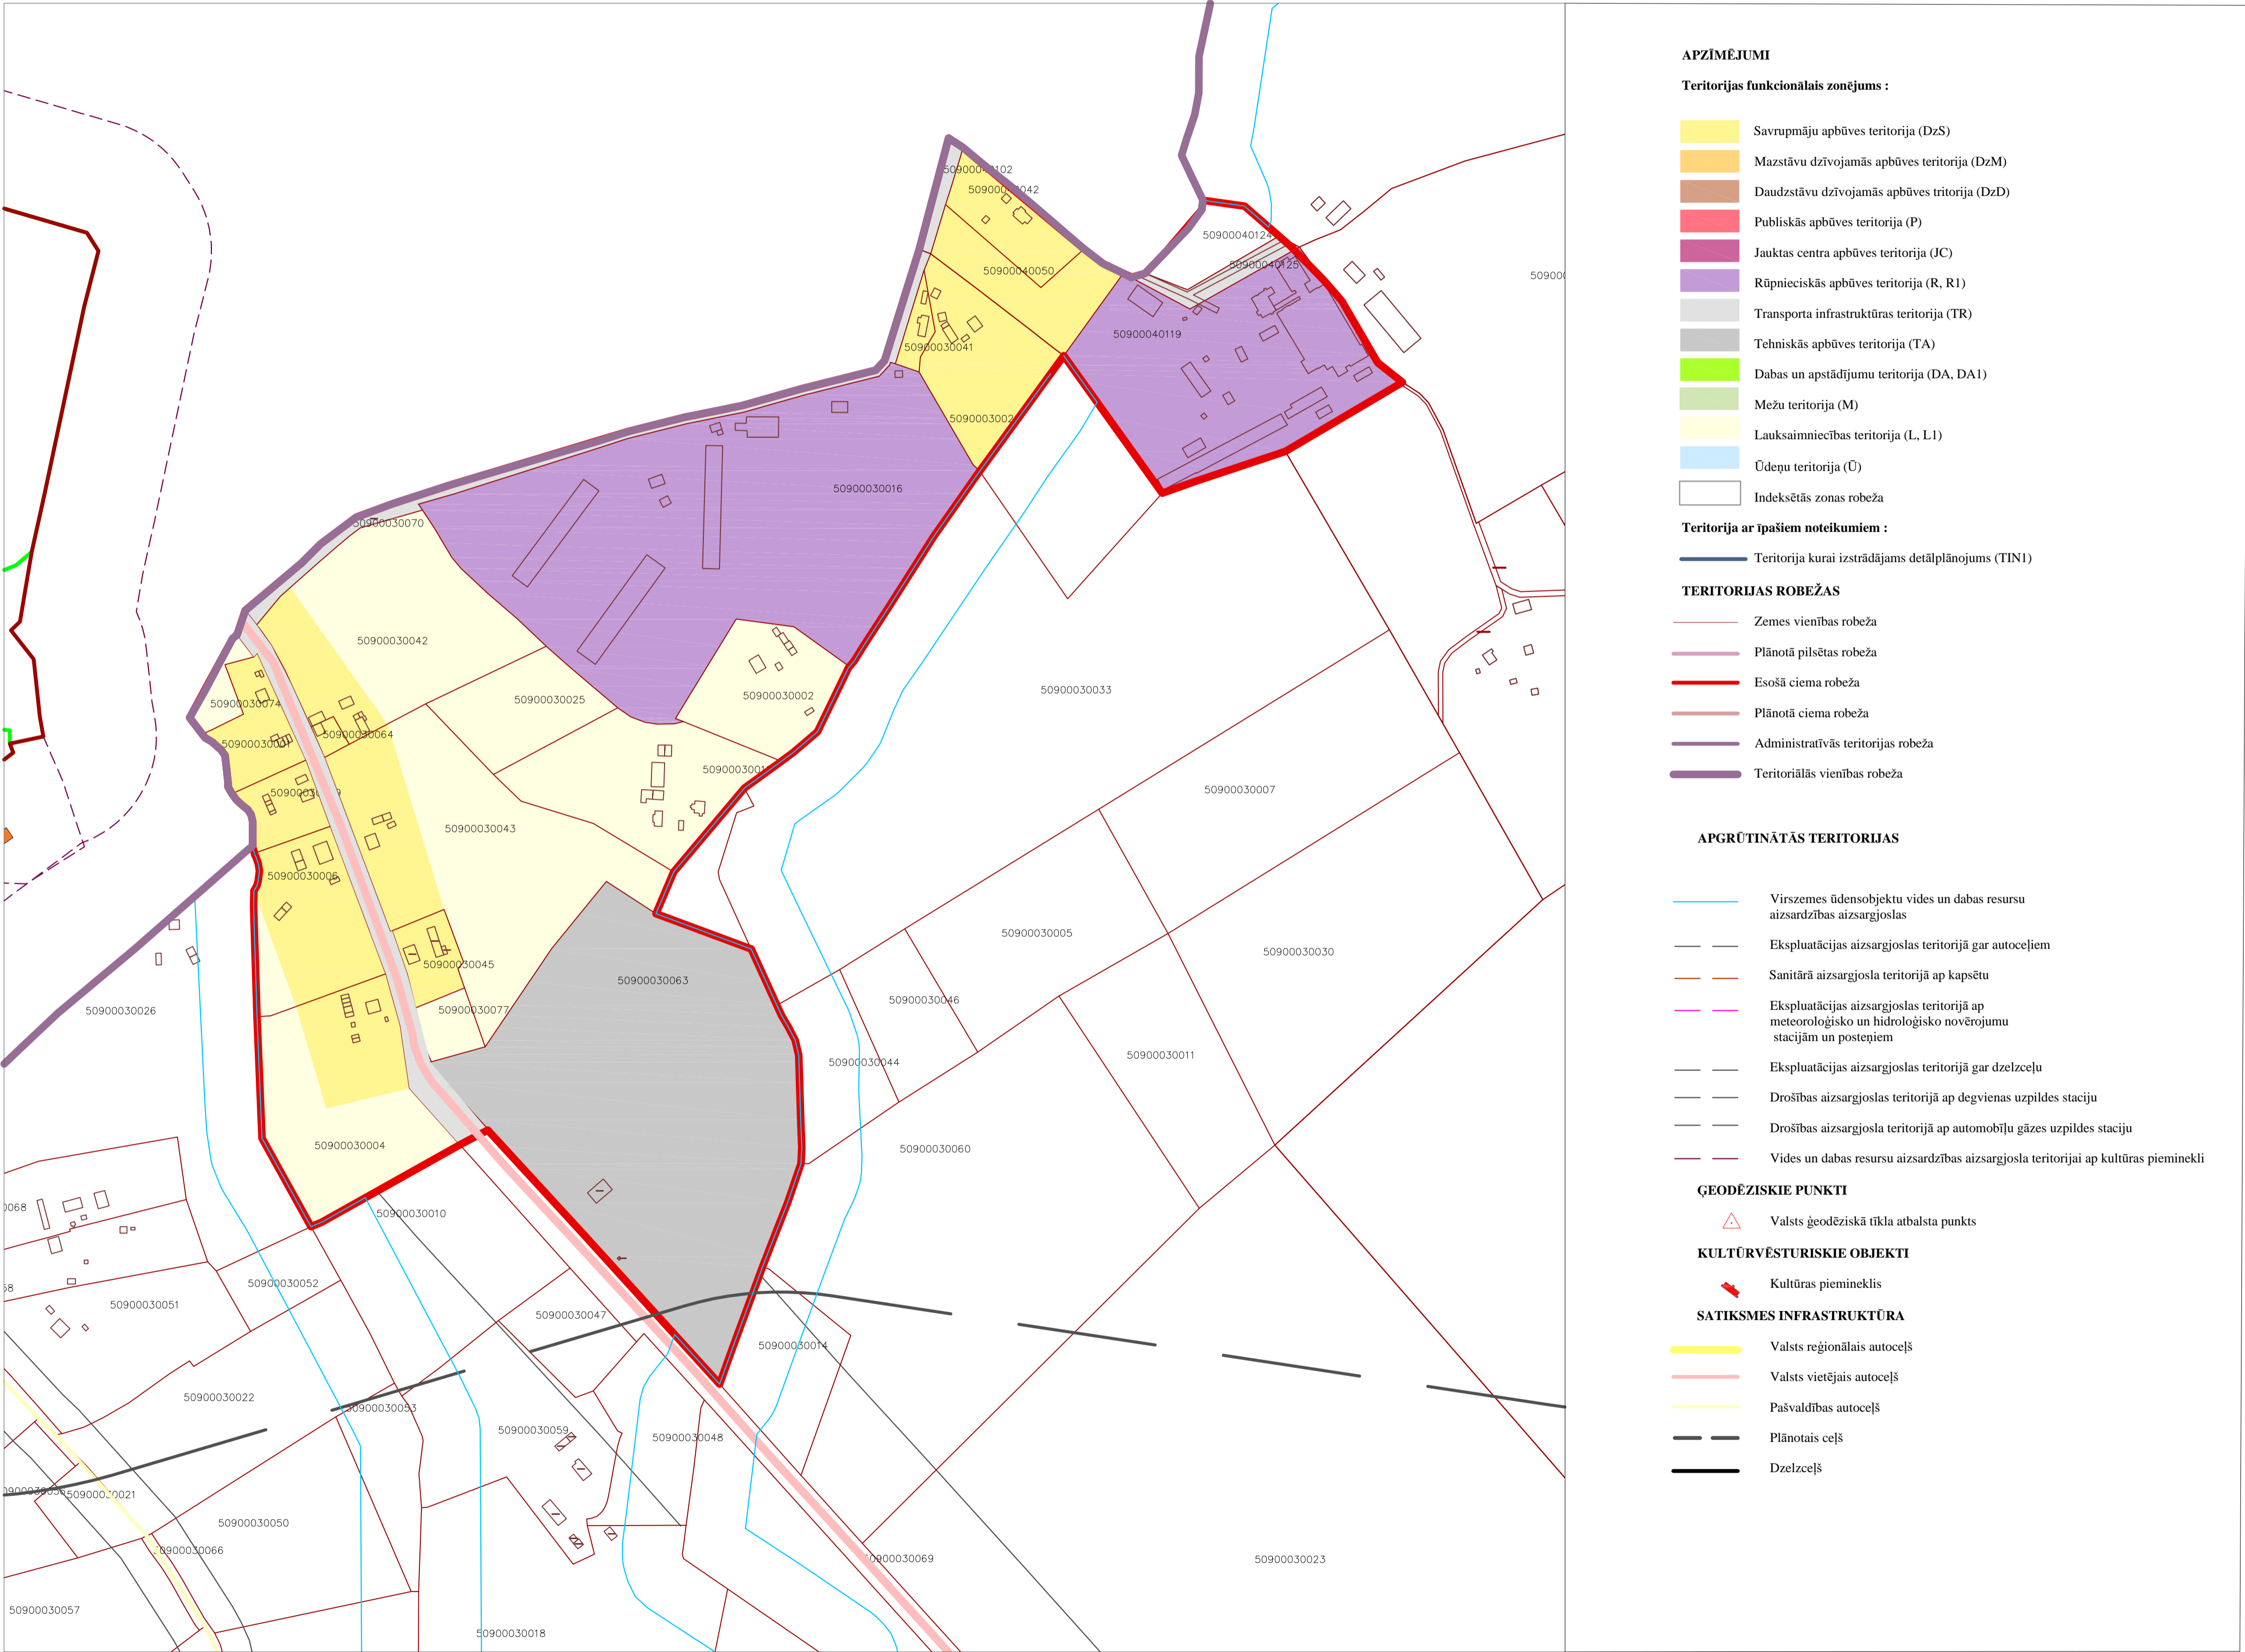 50900040102
50900040042
50900040124
50900040050
50900040125
50900040119
50900030041
50900030016
50900030070
50900030042
50900030033
50900030025
50900030002
50900030074
50900030064
50900030007
50900030043
50900030006
50900030005
50900030030
50900030045
50900030063
50900030046
50900030077
50900030026
50900030011
50900030044
50900030004
50900030060
50900030010
50900030052
50900030051
50900030047
50900030014
50900030022
50900030053
50900030059
50900030048
50900030021
50900030050
50900030066
50900030023
50900030057
50900030018
APZĪMĒJUMI
Teritorijas funkcionālais zonējums :
Savrupmāju apbūves teritorija (DzS)
Mazstāvu dzīvojamās apbūves teritorija (DzM)
Daudzstāvu dzīvojamās apbūves tritorija (DzD)
Publiskās apbūves teritorija (P)
Jauktas centra apbūves teritorija (JC)
Rūpnieciskās apbūves teritorija (R, R1)
Transporta infrastruktūras teritorija (TR)
Tehniskās apbūves teritorija (TA)
Dabas un apstādījumu teritorija (DA, DA1)
Mežu teritorija (M)
Lauksaimniecības teritorija (L, L1)
Ūdeņu teritorija (Ū)
Indeksētās zonas robeža
Teritorija ar īpašiem noteikumiem :
Teritorija kurai izstrādājams detālplānojums (TIN1)
TERITORIJAS ROBEŽAS
Zemes vienības robeža
Plānotā pilsētas robeža
Esošā ciema robeža
Plānotā ciema robeža
Administratīvās teritorijas robeža
Teritoriālās vienības robeža
APGRŪTINĀTĀS TERITORIJAS
Virszemes ūdensobjektu vides un dabas resursu
aizsardzības aizsargjoslas
Ekspluatācijas aizsargjoslas teritorijā gar autoceļiem
Sanitārā aizsargjosla teritorijā ap kapsētu
Ekspluatācijas aizsargjoslas teritorijā ap
meteoroloģisko un hidroloģisko novērojumu
stacijām un posteņiem
Ekspluatācijas aizsargjoslas teritorijā gar dzelzceļu
Drošības aizsargjoslas teritorijā ap degvienas uzpildes staciju
Drošības aizsargjosla teritorijā ap automobīļu gāzes uzpildes staciju
Vides un dabas resursu aizsardzības aizsargjosla teritorijai ap kultūras pieminekli
ĢEODĒZISKIE PUNKTI
Valsts ģeodēziskā tīkla atbalsta punkts
KULTŪRVĒSTURISKIE OBJEKTI
Kultūras piemineklis
SATIKSMES INFRASTRUKTŪRA
Valsts reģionālais autoceļš
Valsts vietējais autoceļš
Pašvaldības autoceļš
Plānotais ceļš
Dzelzceļš